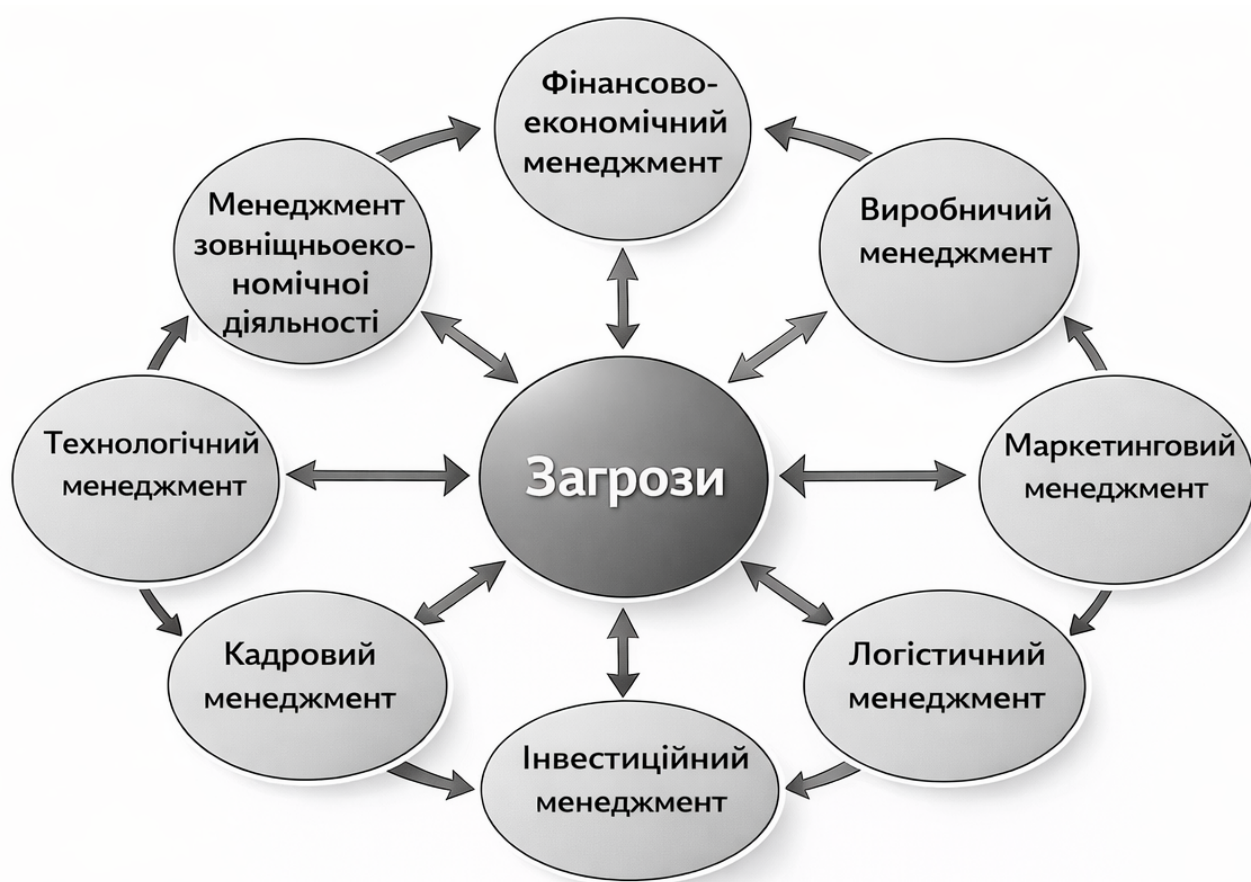 Фінансово-
економічний
менеджмент
Менеджмент
зовніщньоеко-
номічної
діяльності
Виробничий
менеджмент
Технологічний
менеджмент
Загрози
Маркетинговий
менеджмент
Кадровий
менеджмент
Логістичний
менеджмент
Інвестиційний
менеджмент